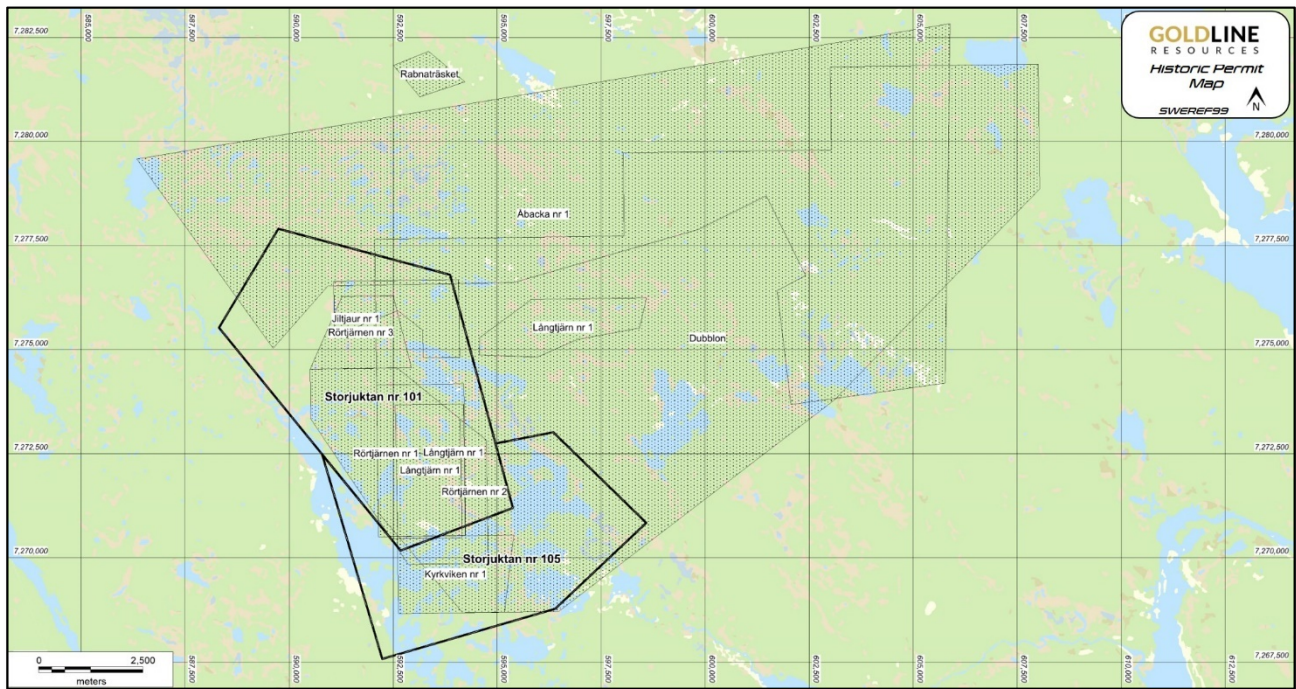 585,000
587,500
590,000
592,500
595,000
597,500
600,000
602,500
605,000
607,500
7,282,500
7,282,500
GOLDLINE
RESOURCES
Historic Permit
Map
SWEREF99
N
Rabnaträsket
7,280,000
7,280,000
Åbacka nr 1
7,277,500
7,277,500
Jiltjaur nr 1
Rörtjärnen nr 3
Långtjärn nr 1
Dubblon
7,275,000
7,275,000
Storjuktan nr 101
7,272,500
7,272,500
Rörtjärnen nr 1
Långtjärn nr 1
Långtjärn nr 1
Rörtjärnen nr 2
7,270,000
7,270,000
Storjuktan nr 105
Kyrkviken nr 1
7,267,500
0 2,500
meters
587,500
590,000
592,500
595,000
597,500
600,000
602,500
605,000
607,500
610,000
612,500